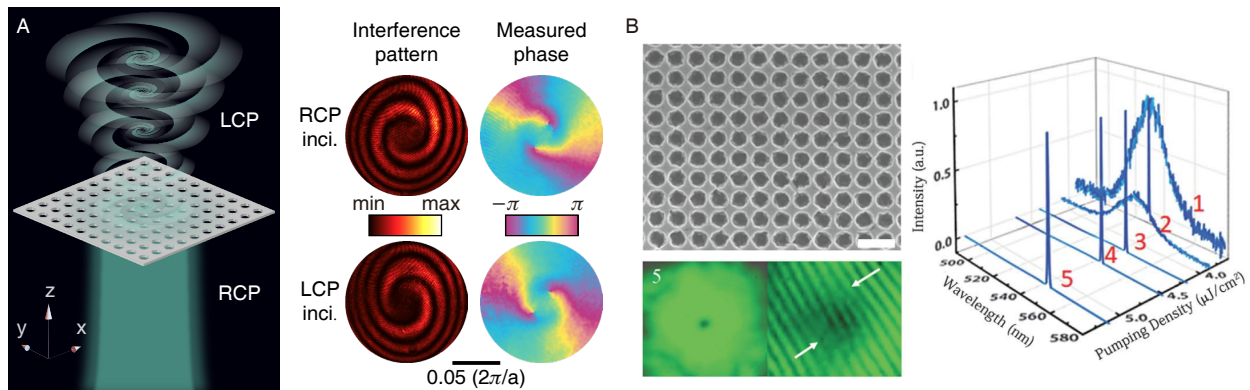 A
LCP
RCP
z
y
x
Interference
pattern
Measured
phase
RCP
inci.
min
max
−π
π
LCP
inci.
0.05 (2π/a)
B
5
Intensity (a.u.)
1.0
0.5
0.0
1
2
3
4
5
500
520
540
560
580
Wavelength (nm)
4.0
4.5
5.0
Pumping Density (μJ/cm²)